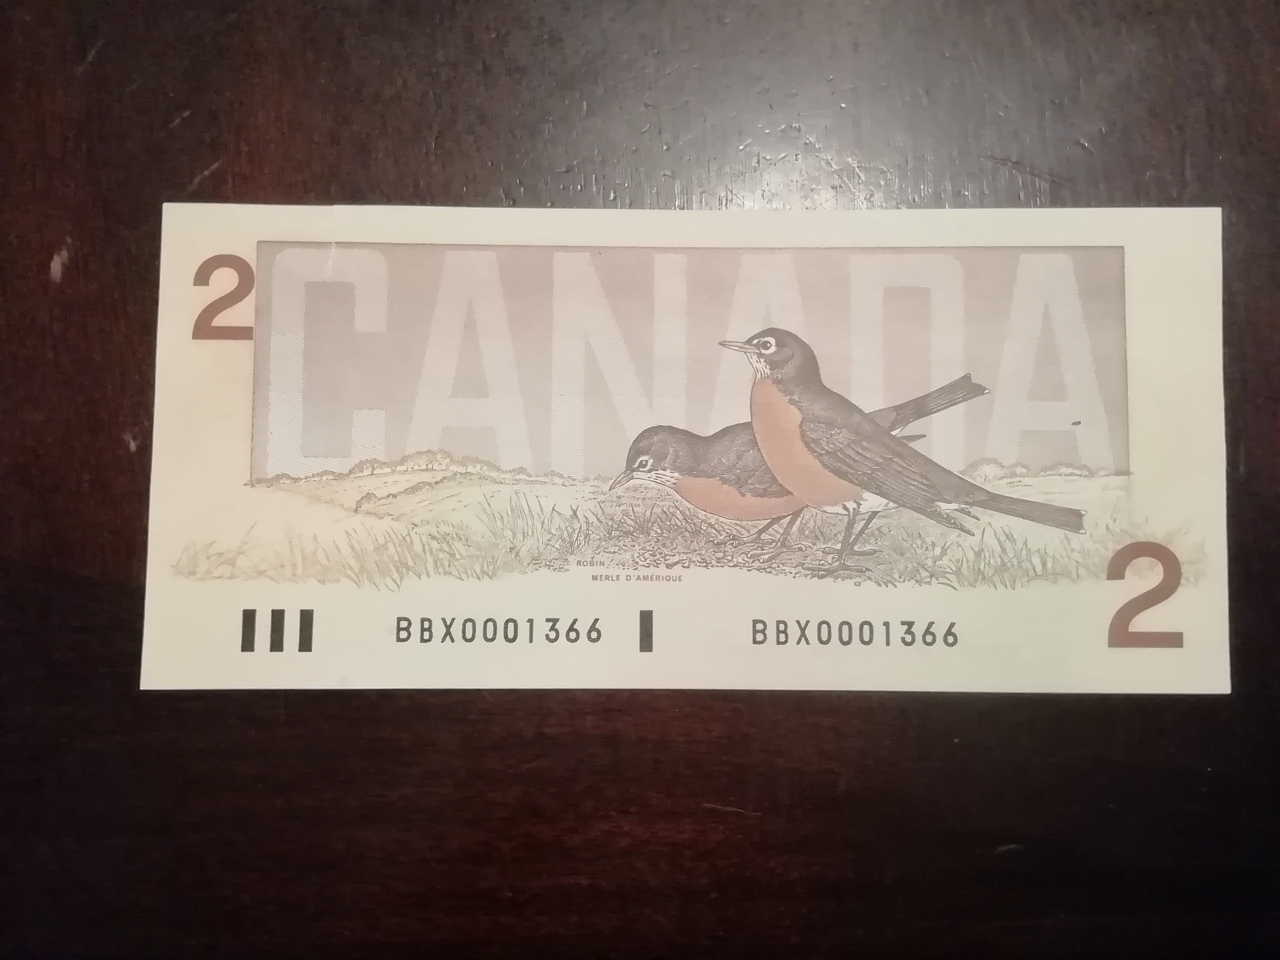 2
CANADA
ROBIN
MERLE D'AMÉRIQUE
BBX0001366 BBX0001366
2